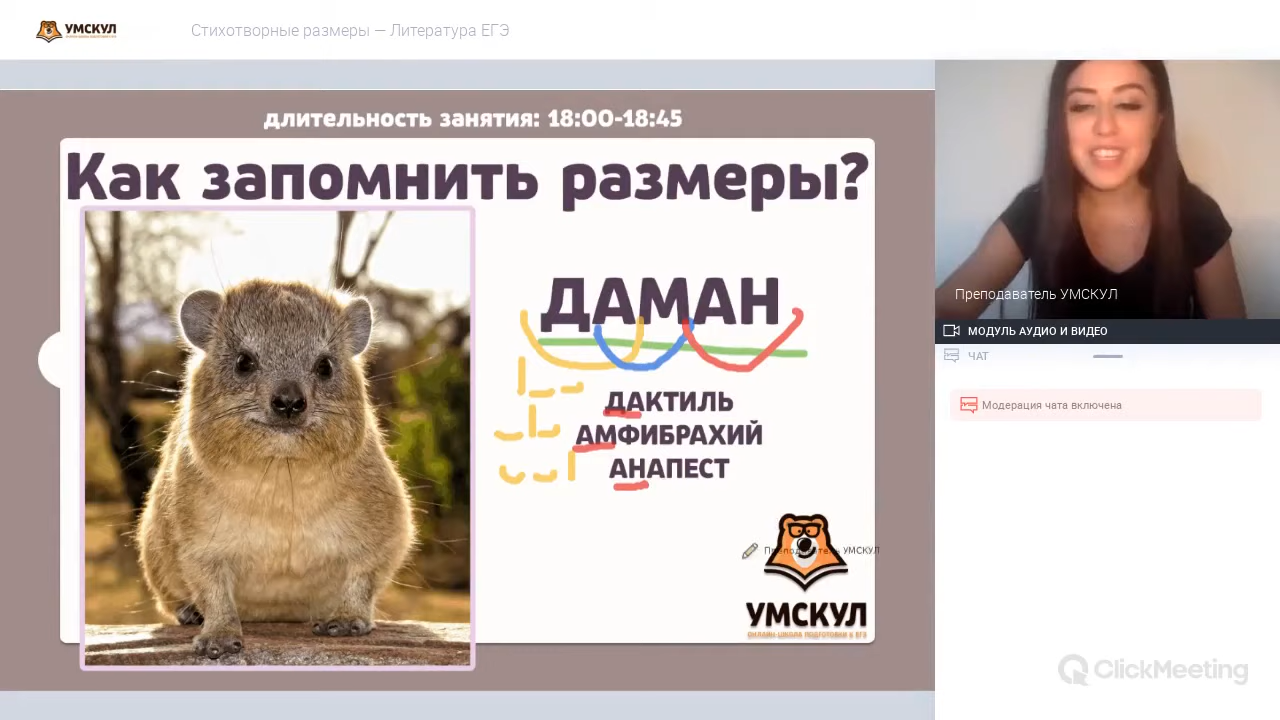 УМСКУЛ
Стихотворные размеры — Литература ЕГЭ
длительность занятия: 18:00-18:45
Как запомнить размеры?
ДАМАН
ДАКТИЛЬ
АМФИБРАХИЙ
АНАПЕСТ
Преподаватель УМСКУЛ
УМСКУЛ
ОНЛАЙН-ШКОЛА ПОДГОТОВКИ К ЕГЭ
Преподаватель УМСКУЛ
МОДУЛЬ АУДИО И ВИДЕО
ЧАТ
Модерация чата включена
ClickMeeting